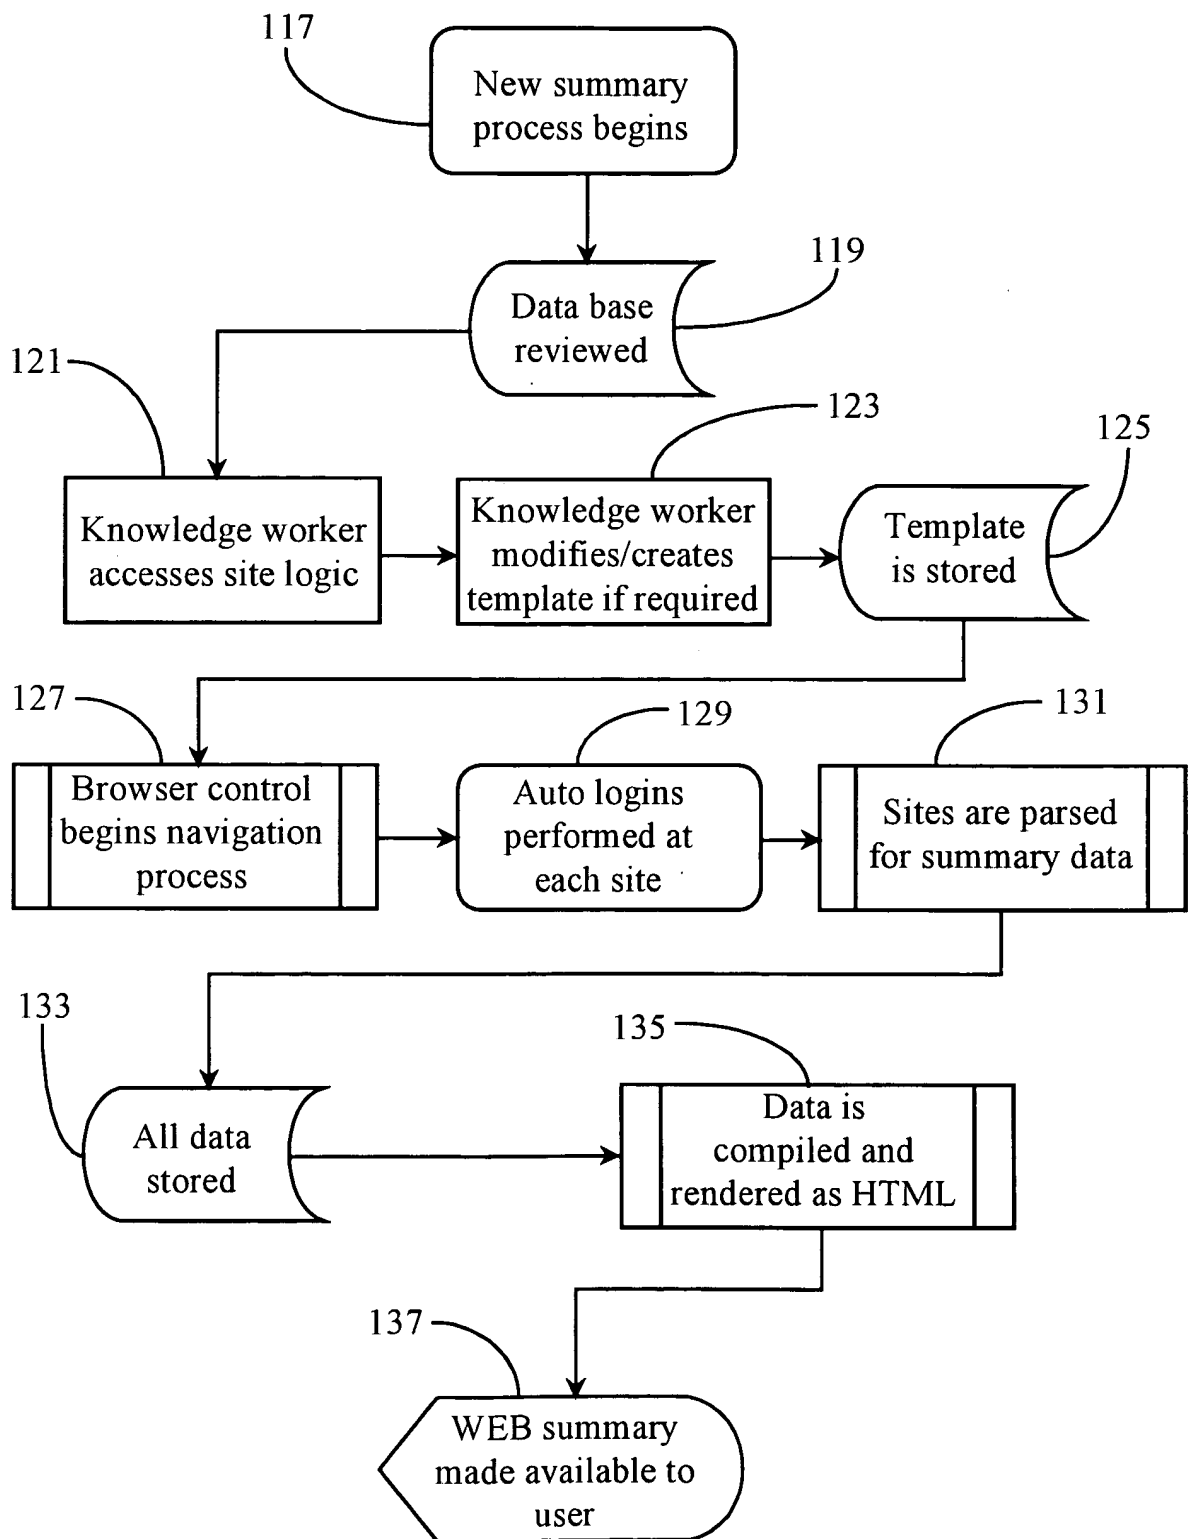 117
New summary
process begins
119
Data base
reviewed
121
123
125
Knowledge worker
accesses site logic
Knowledge worker
modifies/creates
template if required
Template
is stored
127
129
131
Browser control
begins navigation
process
Auto logins
performed at
each site
Sites are parsed
for summary data
133
135
All data
stored
Data is
compiled and
rendered as HTML
137
WEB summary
made available to
user